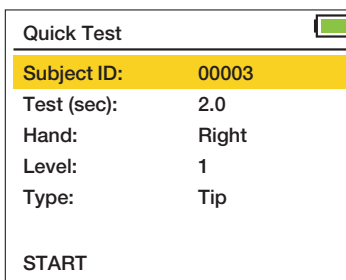 Quick Test
Subject ID: 00003
Test (sec): 2.0
Hand: Right
Level: 1
Type: Tip
START